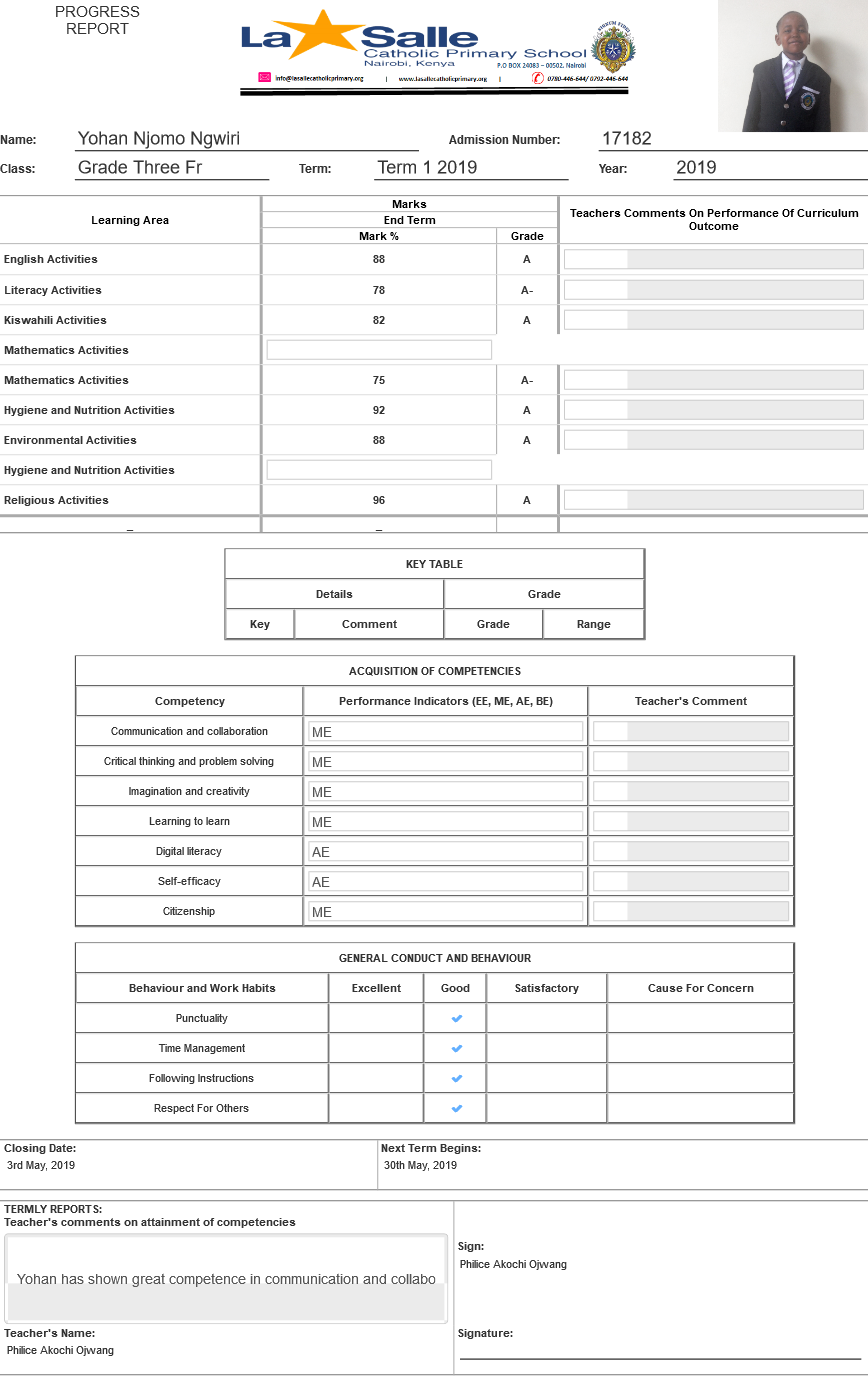 PROGRESS
REPORT
La Salle
Catholic Primary School
Nairobi, Kenya
P.O BOX 24083 – 00502, Nairobi
info@lasallecatholicprimary.org | www.lasallecatholicprimary.org | 0780-446-644/ 0792-446-644
Name: Yohan Njomo Ngwiri Admission Number: 17182
Class: Grade Three Fr Term: Term 1 2019 Year: 2019
Learning Area Marks Teachers Comments On Performance Of Curriculum Outcome
End Term
Mark % Grade
English Activities 88 A
Literacy Activities 78 A-
Kiswahili Activities 82 A
Mathematics Activities
Mathematics Activities 75 A-
Hygiene and Nutrition Activities 92 A
Environmental Activities 88 A
Hygiene and Nutrition Activities
Religious Activities 96 A
_ _
KEY TABLE
Details Grade
Key Comment Grade Range
ACQUISITION OF COMPETENCIES
Competency Performance Indicators (EE, ME, AE, BE) Teacher's Comment
Communication and collaboration ME
Critical thinking and problem solving ME
Imagination and creativity ME
Learning to learn ME
Digital literacy AE
Self-efficacy AE
Citizenship ME
GENERAL CONDUCT AND BEHAVIOUR
Behaviour and Work Habits Excellent Good Satisfactory Cause For Concern
Punctuality
Time Management
Following Instructions
Respect For Others
Closing Date: Next Term Begins:
3rd May, 2019 30th May, 2019
TERMLY REPORTS:
Teacher's comments on attainment of competencies
Yohan has shown great competence in communication and collabo
Sign:
Philice Akochi Ojwang
Teacher's Name: Signature:
Philice Akochi Ojwang